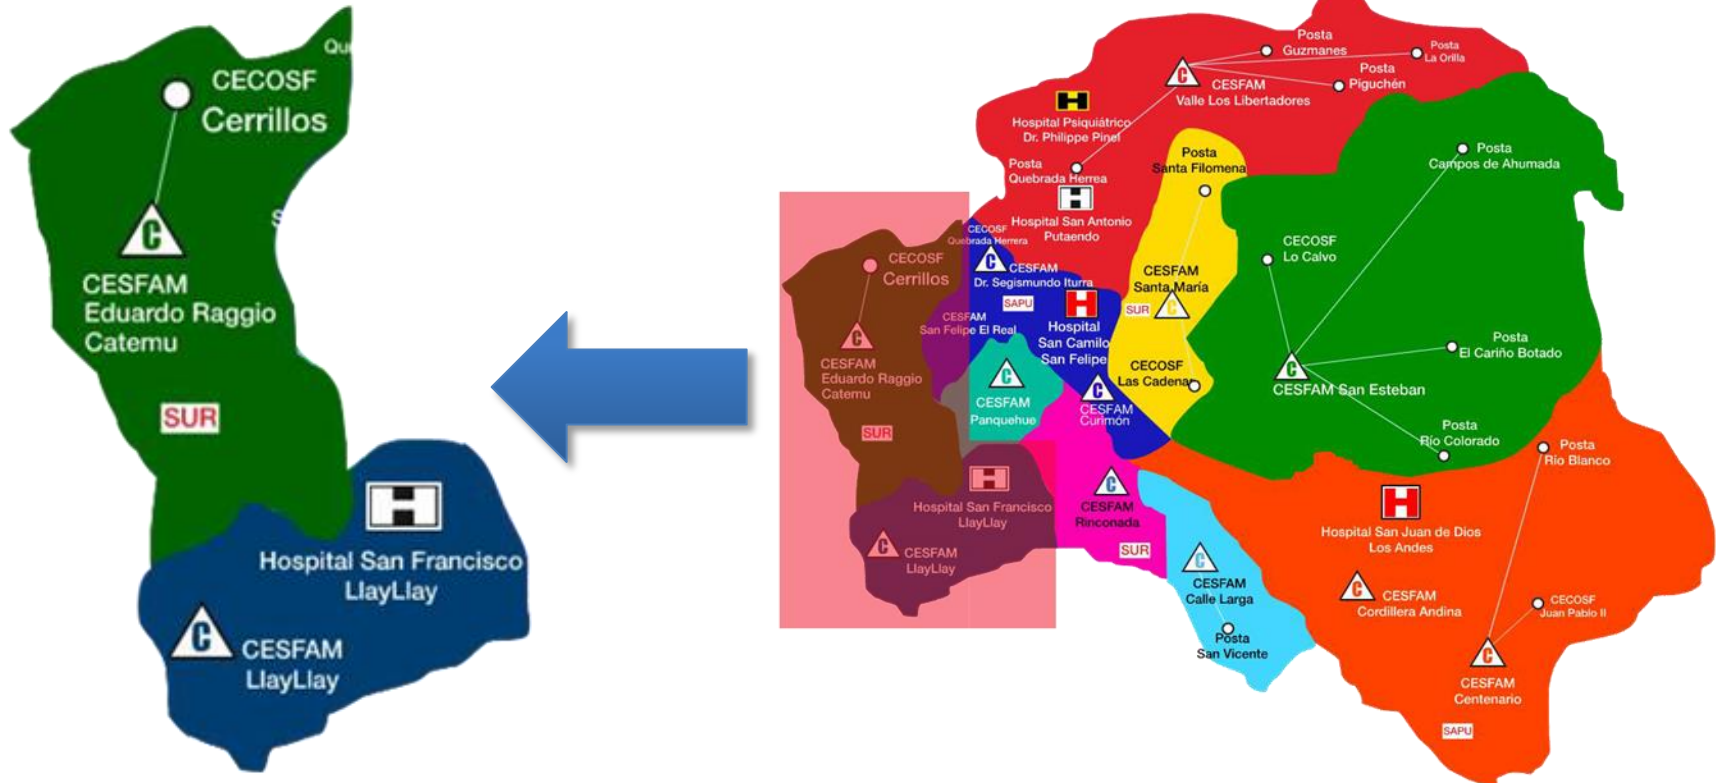 Qu
CECOSF
Cerrillos
S
C
CESFAM
Eduardo Raggio
Catemu
SUR
H
Hospital San Francisco
LlayLlay
C
CESFAM
LlayLlay
Posta
Guzmanes
Posta
La Orilla
Posta
Piguchén
C
CESFAM
Valle Los Libertadores
H
Hospital Psiquiátrico
Dr. Philippe Pinel
Posta
Quebrada Herrea
H
Hospital San Antonio
Putaendo
Posta
Santa Filomena
CESFAM
Santa María
SUR
C
CECOSF
Las Cadenas
Posta
Campos de Ahumada
CECOSF
Lo Calvo
Posta
El Cariño Botado
C
CESFAM San Esteban
Posta
Río Colorado
CECOSF
Quebrada Herrera
C
CESFAM
Dr. Segismundo Iturra
SAPU
CESFAM
San Felipe El Real
H
Hospital
San Camilo
San Felipe
C
CESFAM
Curimón
C
CESFAM
Panquehue
CECOSF
Cerrillos
C
CESFAM
Eduardo Raggio
Catemu
SUR
H
Hospital San Francisco
LlayLlay
C
CESFAM
LlayLlay
C
CESFAM
Rinconada
SUR
C
CESFAM
Calle Larga
Posta
San Vicente
Posta
Río Blanco
H
Hospital San Juan de Dios
Los Andes
C
CESFAM
Cordillera Andina
CECOSF
Juan Pablo II
C
CESFAM
Centenario
SAPU